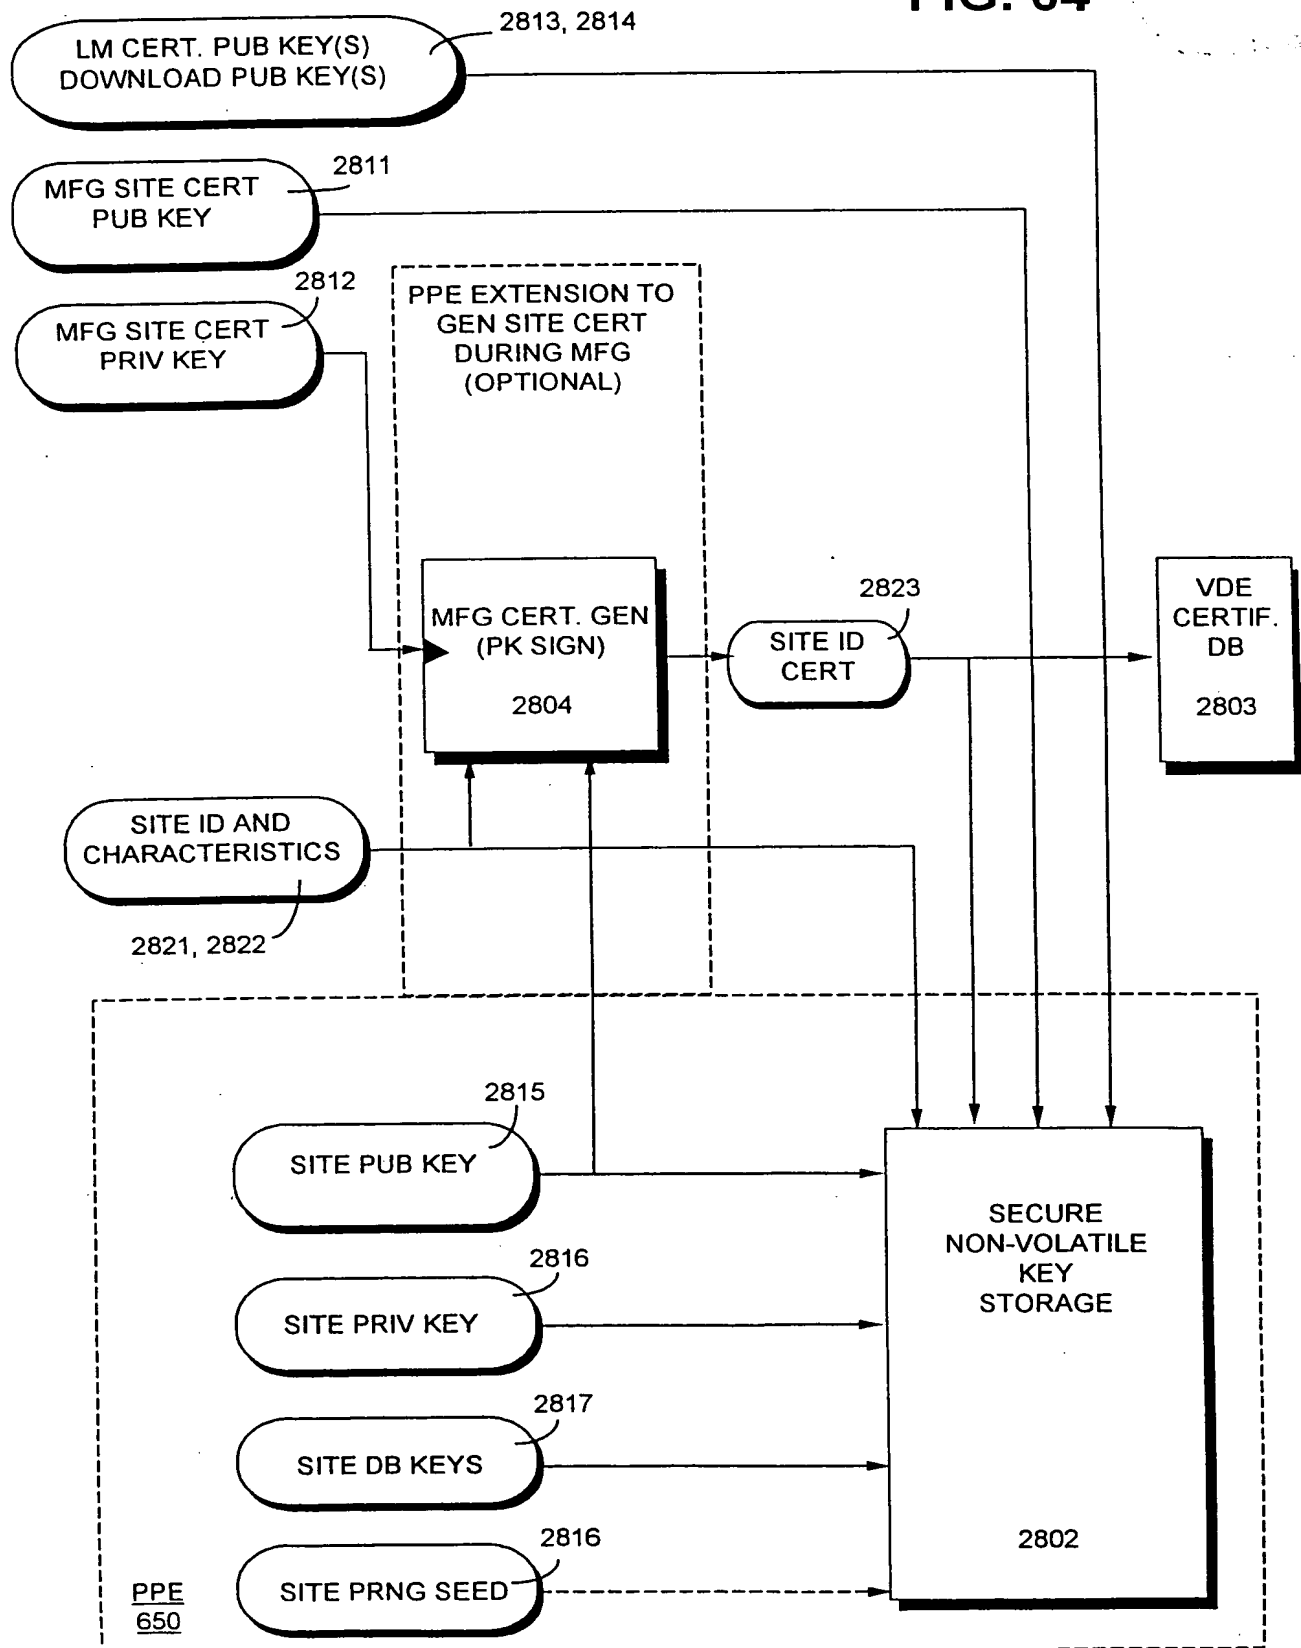 FIG. 64
2813, 2814
LM CERT. PUB KEY(S)
DOWNLOAD PUB KEY(S)
2811
MFG SITE CERT
PUB KEY
2812
MFG SITE CERT
PRIV KEY
PPE EXTENSION TO
GEN SITE CERT
DURING MFG
(OPTIONAL)
MFG CERT. GEN
(PK SIGN)
2804
2823
SITE ID
CERT
VDE
CERTIF.
DB
2803
SITE ID AND
CHARACTERISTICS
2821, 2822
2815
SITE PUB KEY
2816
SITE PRIV KEY
2817
SITE DB KEYS
2816
SITE PRNG SEED
SECURE
NON-VOLATILE
KEY
STORAGE
2802
PPE
650